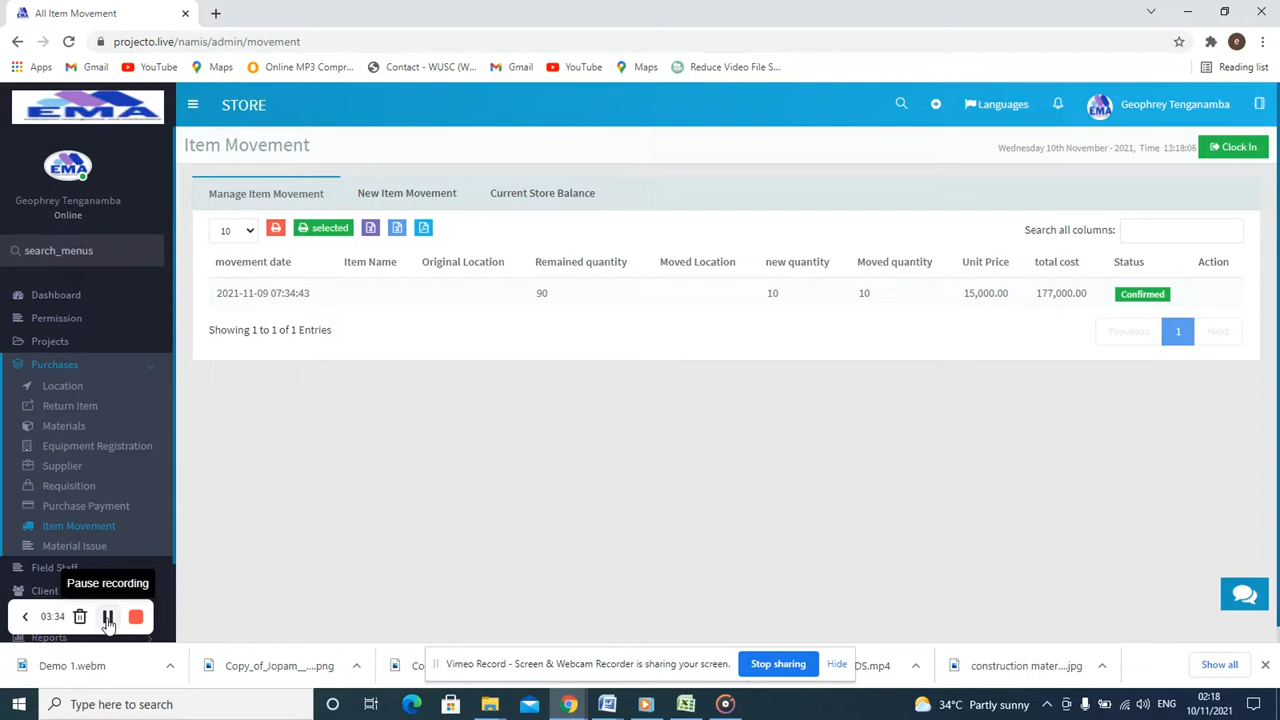 All Item Movement
projecto.live/namis/admin/movement
Apps Gmail YouTube Maps Online MP3 Compr... Contact - WUSC (W... Gmail YouTube Maps Reduce Video File S... Reading list
EMA STORE Languages EMA Geophrey Tenganamba
Item Movement Wednesday 10th November - 2021, Time 13:18:06 Clock In
EMA
Geophrey Tenganamba
Online
search_menus
Dashboard
Permission
Projects
Purchases
Location
Return Item
Materials
Equipment Registration
Supplier
Requisition
Purchase Payment
Item Movement
Material Issue
Field Staff
Client
Reports
Manage Item Movement New Item Movement Current Store Balance
10 selected Search all columns:
movement date Item Name Original Location Remained quantity Moved Location new quantity Moved quantity Unit Price total cost Status Action
2021-11-09 07:34:43 90 10 10 15,000.00 177,000.00 Confirmed
Showing 1 to 1 of 1 Entries Previous 1 Next
Pause recording
03:34
Demo 1.webm Copy_of_Jopam__....png Co DS.mp4 construction mater....jpg Show all
Vimeo Record - Screen & Webcam Recorder is sharing your screen. Stop sharing Hide
Type here to search 34°C Partly sunny ENG 02:18
10/11/2021